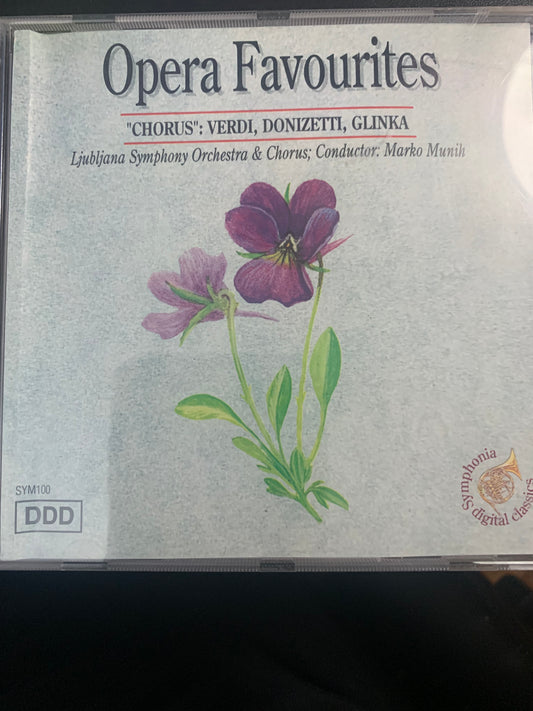 Opera Favourites
"CHORUS": VERDI, DONIZETTI, GLINKA
Ljubljana Symphony Orchestra & Chorus; Conductor: Marko Munih
SYM100
DDD
Symphonia
digital classics